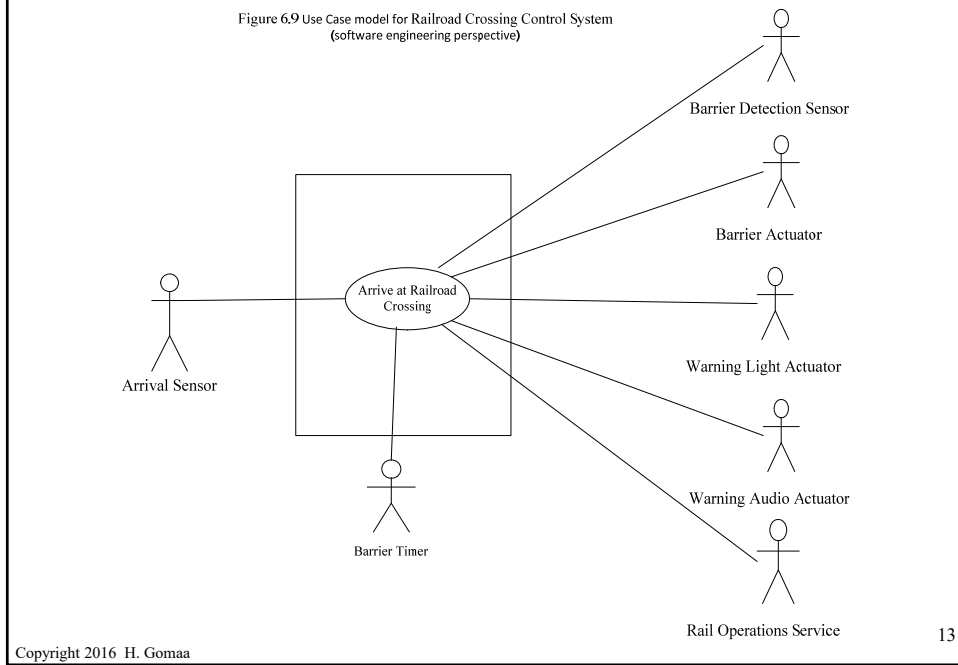 Figure 6.9 Use Case model for Railroad Crossing Control System
(software engineering perspective)
Barrier Detection Sensor
Barrier Actuator
Arrive at Railroad
Crossing
Warning Light Actuator
Arrival Sensor
Warning Audio Actuator
Barrier Timer
Rail Operations Service
13
Copyright 2016 H. Gomaa